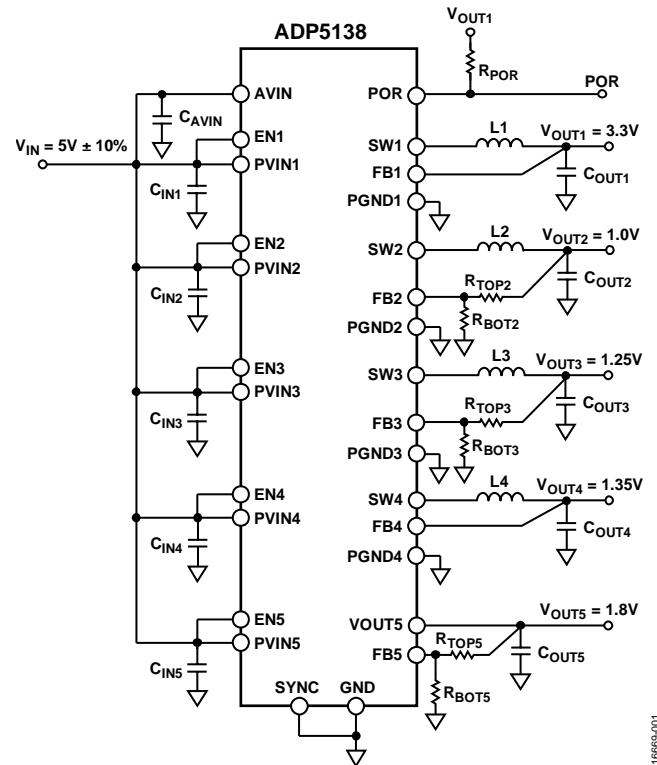 VOUT1
ADP5138
RPOR
AVIN
POR
POR
CAVIN
EN1
SW1
L1
VOUT1 = 3.3V
VIN = 5V ± 10%
PVIN1
FB1
COUT1
CIN1
PGND1
EN2
SW2
L2
VOUT2 = 1.0V
PVIN2
COUT2
CIN2
FB2
RTOP2
RBOT2
PGND2
EN3
SW3
L3
VOUT3 = 1.25V
PVIN3
RTOP3
COUT3
CIN3
FB3
RBOT3
PGND3
EN4
SW4
L4
VOUT4 = 1.35V
PVIN4
FB4
COUT4
CIN4
PGND4
EN5
VOUT5
VOUT5 = 1.8V
PVIN5
FB5
RTOP5
COUT5
CIN5
SYNC
GND
RBOT5
16669-001